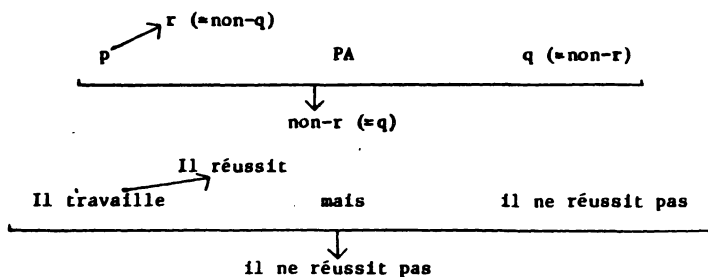 r (=non-q)
p PA q (=non-r)
non-r (=q)
Il réussit
Il travaille mais il ne réussit pas
il ne réussit pas